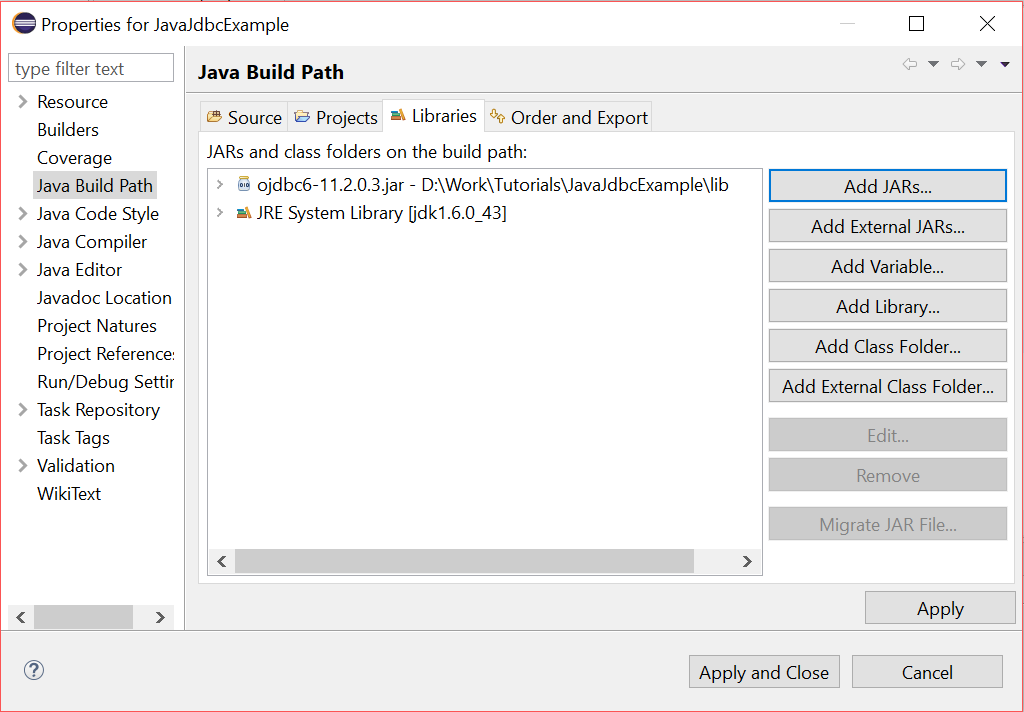 Properties for JavaJdbcExample
type filter text
Resource
Builders
Coverage
Java Build Path
Java Code Style
Java Compiler
Java Editor
Javadoc Location
Project Natures
Project References
Run/Debug Settin
Task Repository
Task Tags
Validation
WikiText
Java Build Path
Source Projects Libraries Order and Export
JARs and class folders on the build path:
ojdbc6-11.2.0.3.jar - D:\Work\Tutorials\JavaJdbcExample\lib
JRE System Library [jdk1.6.0_43]
Add JARs...
Add External JARs...
Add Variable...
Add Library...
Add Class Folder...
Add External Class Folder...
Edit...
Remove
Migrate JAR File...
Apply
Apply and Close Cancel